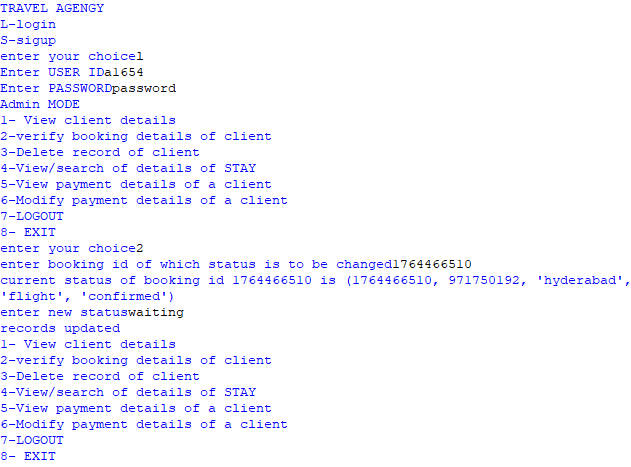 TRAVEL AGENGY
L-login
S-sigup
enter your choicel
Enter USER IDa1654
Enter PASSWORDpassword
Admin MODE
1- View client details
2-verify booking details of client
3-Delete record of client
4-View/search of details of STAY
5-View payment details of a client
6-Modify payment details of a client
7-LOGOUT
8- EXIT
enter your choice2
enter booking id of which status is to be changed1764466510
current status of booking id 1764466510 is (1764466510, 971750192, 'hyderabad',
'flight', 'confirmed')
enter new statuswaiting
records updated
1- View client details
2-verify booking details of client
3-Delete record of client
4-View/search of details of STAY
5-View payment details of a client
6-Modify payment details of a client
7-LOGOUT
8- EXIT